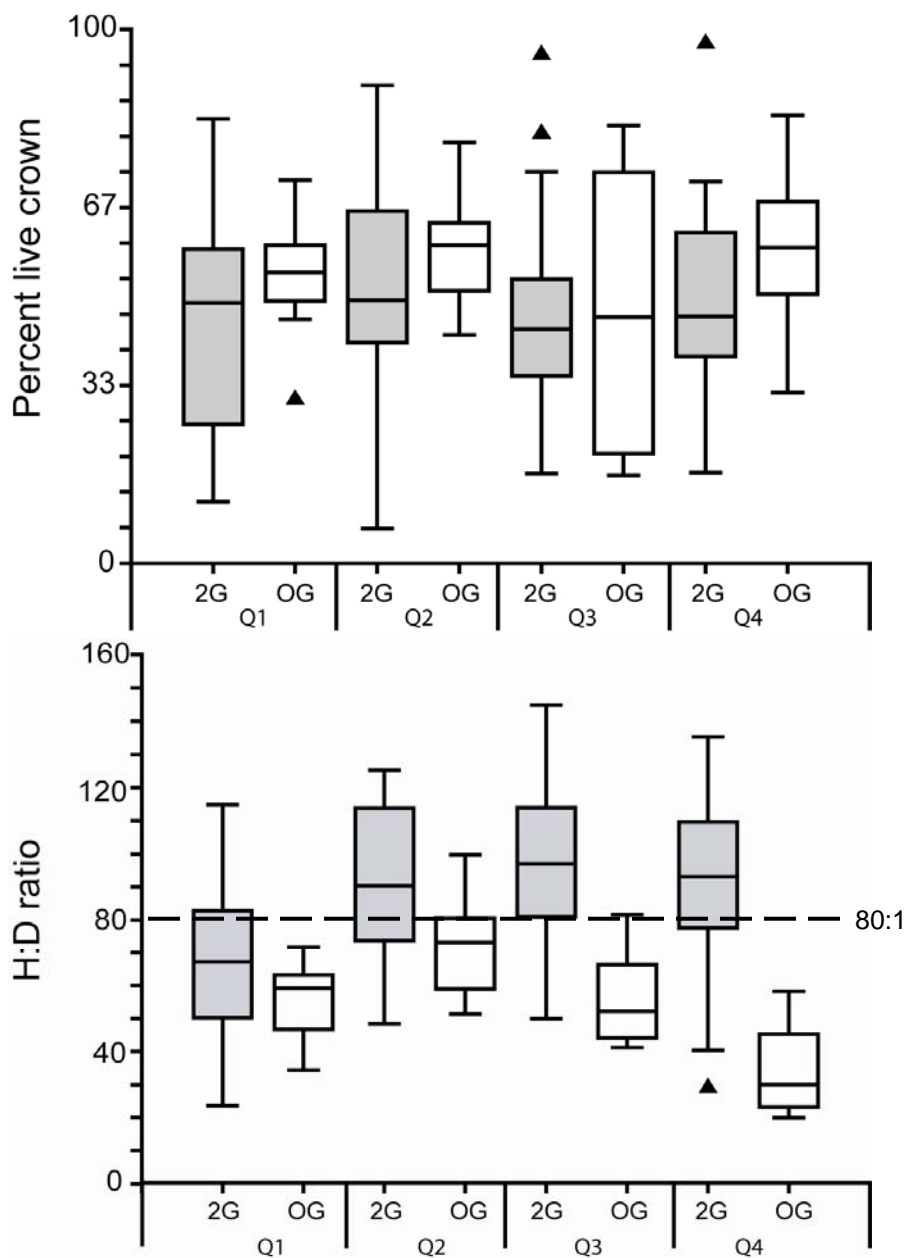 Percent live crown
100
67
33
0
2G OG 2G OG 2G OG 2G OG
Q1 Q2 Q3 Q4
H:D ratio
160
120
80
40
0
80:1
2G OG 2G OG 2G OG 2G OG
Q1 Q2 Q3 Q4